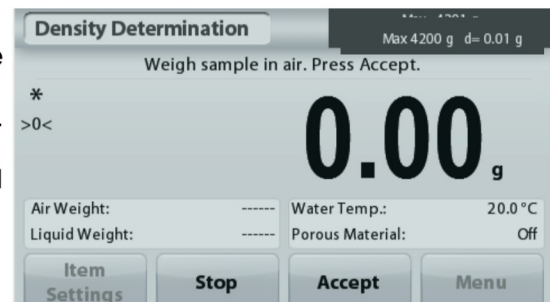 Density Determination
Max 4200 g d= 0.01 g
Weigh sample in air. Press Accept.
*
>0<
0.00 g
Air Weight: ------ Water Temp.: 20.0 °C
Liquid Weight: ------ Porous Material: Off
Item Settings Stop Accept Menu